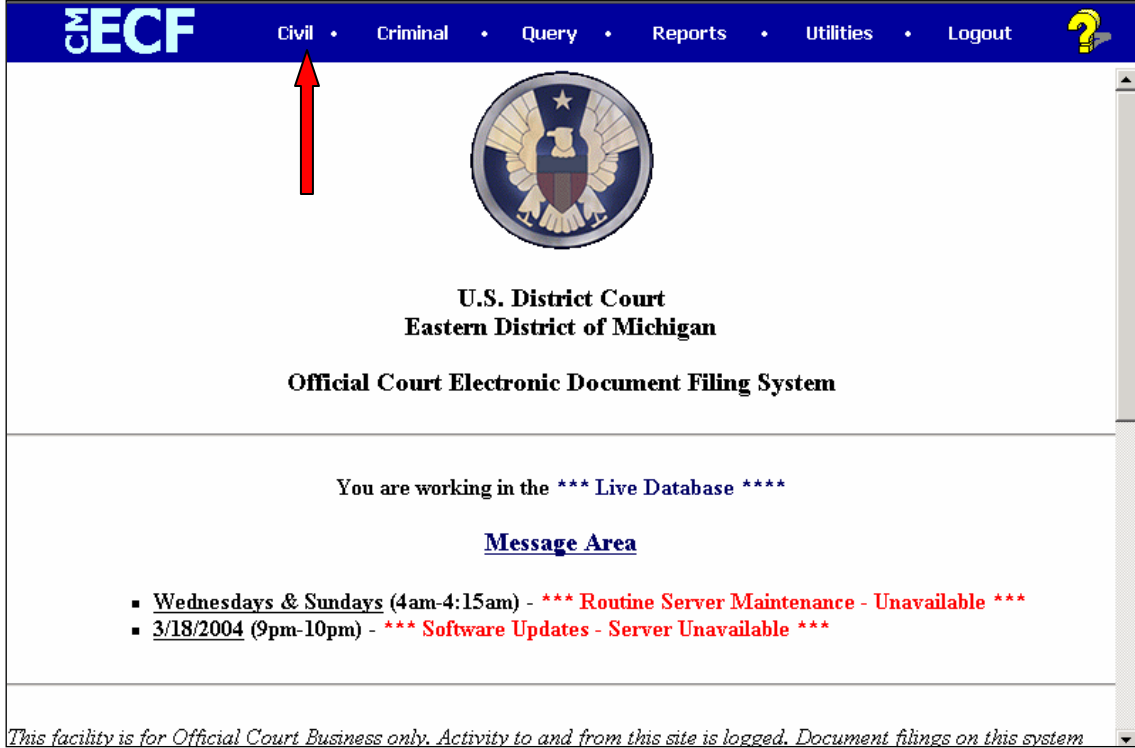 CM ECF Civil • Criminal • Query • Reports • Utilities • Logout ?
U.S. District Court
Eastern District of Michigan
Official Court Electronic Document Filing System
You are working in the *** Live Database ****
Message Area
▪ Wednesdays & Sundays (4am-4:15am) - *** Routine Server Maintenance - Unavailable ***
▪ 3/18/2004 (9pm-10pm) - *** Software Updates - Server Unavailable ***
This facility is for Official Court Business only. Activity to and from this site is logged. Document filings on this system